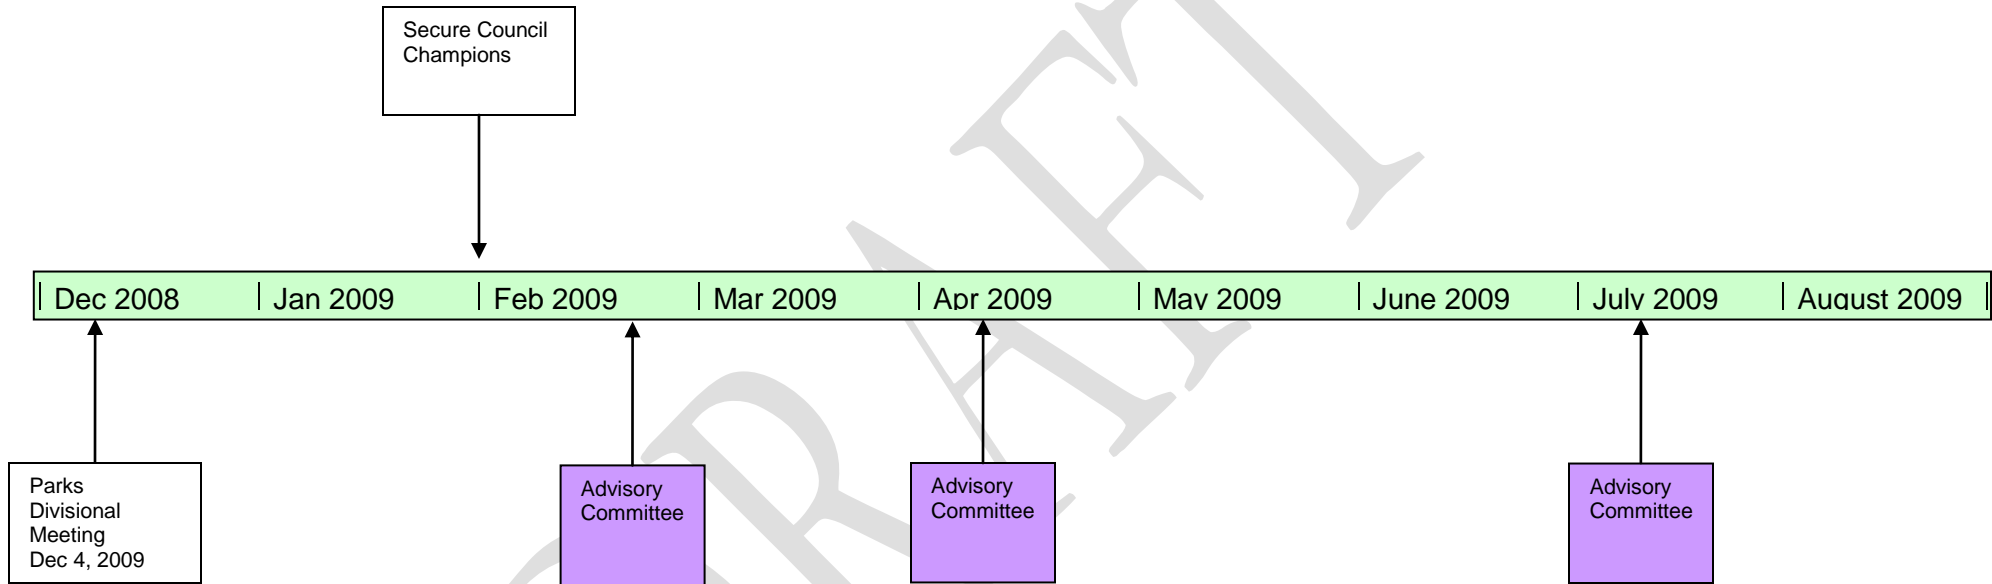 Secure Council
Champions
Dec 2008
Jan 2009
Feb 2009
Mar 2009
Apr 2009
May 2009
June 2009
July 2009
August 2009
Parks
Divisional
Meeting
Dec 4, 2009
Advisory
Committee
Advisory
Committee
Advisory
Committee
DRAFT